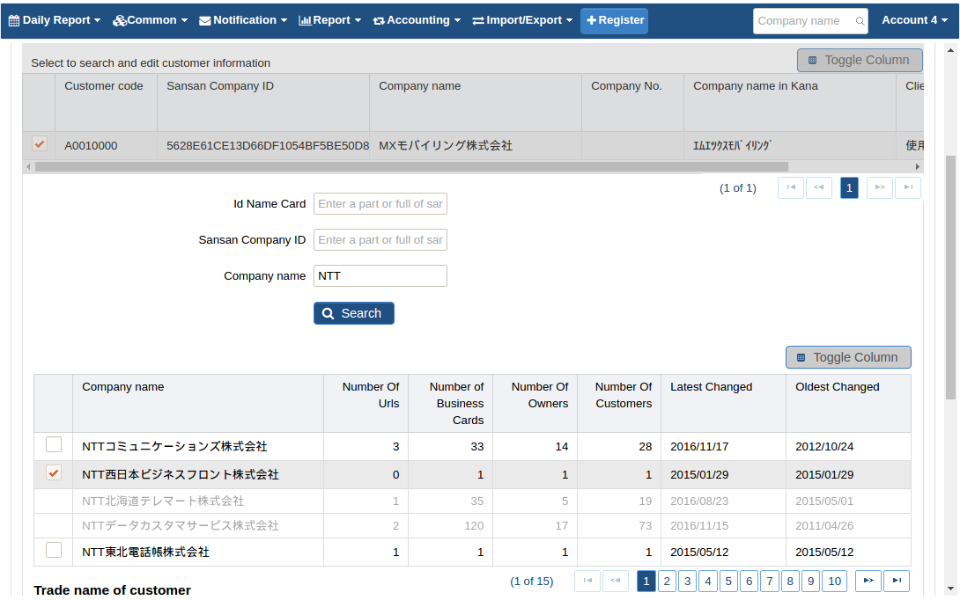 Daily Report Common Notification Report Accounting Import/Export Register Company name Account 4
Select to search and edit customer information Toggle Column
Customer code Sansan Company ID Company name Company No. Company name in Kana Clie
A0010000 5628E61CE13D66DF1054BF5BE50D8 MXモバイリング株式会社 ｴﾑｴｯｸｽﾓﾊﾞｲﾘﾝｸﾞ 使用
(1 of 1) 1
Id Name Card Enter a part or full of sar
Sansan Company ID Enter a part or full of sar
Company name NTT
Search
Toggle Column
Company name Number Of Urls Number of Business Cards Number Of Owners Number Of Customers Latest Changed Oldest Changed
NTTコミュニケーションズ株式会社 3 33 14 28 2016/11/17 2012/10/24
NTT西日本ビジネスフロント株式会社 0 1 1 1 2015/01/29 2015/01/29
NTT北海道テレマート株式会社 1 35 5 19 2016/08/23 2015/05/01
NTTデータカスタマサービス株式会社 2 120 17 73 2016/11/15 2011/04/26
NTT東北電話帳株式会社 1 1 1 1 2015/05/12 2015/05/12
(1 of 15) 1 2 3 4 5 6 7 8 9 10
Trade name of customer